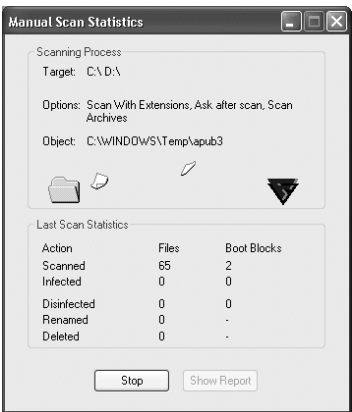 Manual Scan Statistics
Scanning Process
Target: C:\ D:\
Options: Scan With Extensions, Ask after scan, Scan
Archives
Object: C:\WINDOWS\Temp\apub3
Last Scan Statistics
Action Files Boot Blocks
Scanned 65 2
Infected 0 0
Disinfected 0 0
Renamed 0 -
Deleted 0 -
Stop Show Report